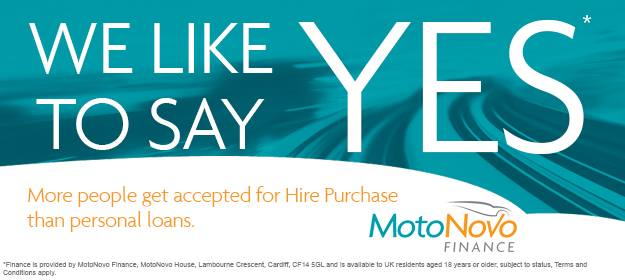 WE LIKE
TO SAY
YES*
More people get accepted for Hire Purchase
than personal loans.
MotoNovo
FINANCE
*Finance is provided by MotoNovo Finance, MotoNovo House, Lambourne Crescent, Cardiff, CF14 5GL and is available to UK residents aged 18 years or older, subject to status, Terms and
Conditions apply.